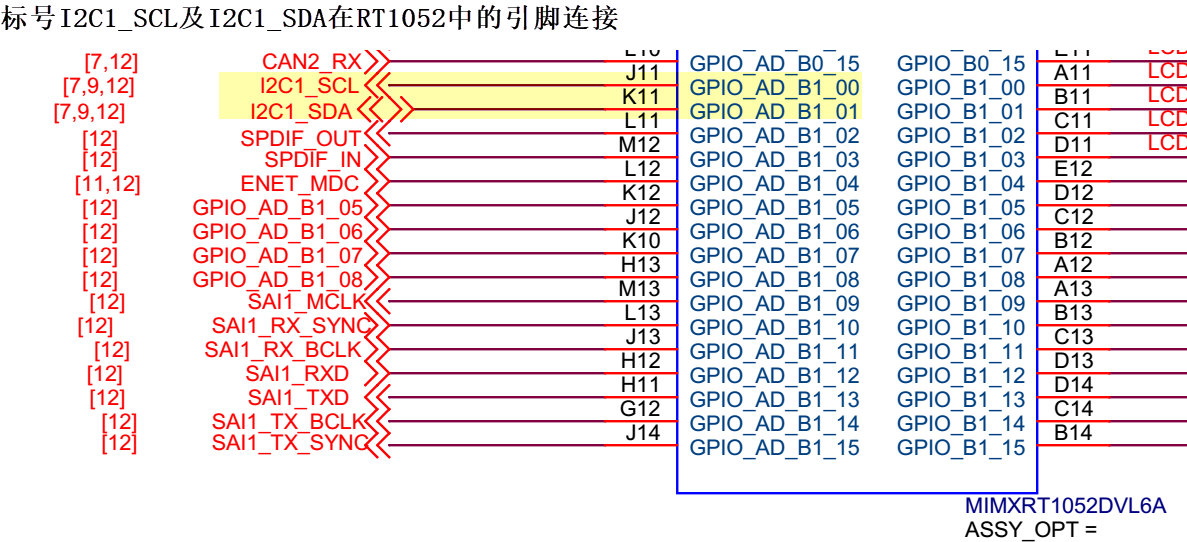 标号I2C1_SCL及I2C1_SDA在RT1052中的引脚连接
[7,12] CAN2_RX GPIO_AD_B0_15 GPIO_B0_15
[7,9,12] I2C1_SCL J11 GPIO_AD_B1_00 GPIO_B1_00 A11 LCD
[7,9,12] I2C1_SDA K11 GPIO_AD_B1_01 GPIO_B1_01 B11 LCD
[12] SPDIF_OUT L11 GPIO_AD_B1_02 GPIO_B1_02 C11 LCD
[12] SPDIF_IN M12 GPIO_AD_B1_03 GPIO_B1_03 D11 LCD
[11,12] ENET_MDC L12 GPIO_AD_B1_04 GPIO_B1_04 E12
[12] GPIO_AD_B1_05 K12 GPIO_AD_B1_05 GPIO_B1_05 D12
[12] GPIO_AD_B1_06 J12 GPIO_AD_B1_06 GPIO_B1_06 C12
[12] GPIO_AD_B1_07 K10 GPIO_AD_B1_07 GPIO_B1_07 B12
[12] GPIO_AD_B1_08 H13 GPIO_AD_B1_08 GPIO_B1_08 A12
[12] SAI1_MCLK M13 GPIO_AD_B1_09 GPIO_B1_09 A13
[12] SAI1_RX_SYNC L13 GPIO_AD_B1_10 GPIO_B1_10 B13
[12] SAI1_RX_BCLK J13 GPIO_AD_B1_11 GPIO_B1_11 C13
[12] SAI1_RXD H12 GPIO_AD_B1_12 GPIO_B1_12 D13
[12] SAI1_TXD H11 GPIO_AD_B1_13 GPIO_B1_13 D14
[12] SAI1_TX_BCLK G12 GPIO_AD_B1_14 GPIO_B1_14 C14
[12] SAI1_TX_SYNC J14 GPIO_AD_B1_15 GPIO_B1_15 B14
MIMXRT1052DVL6A
ASSY_OPT =